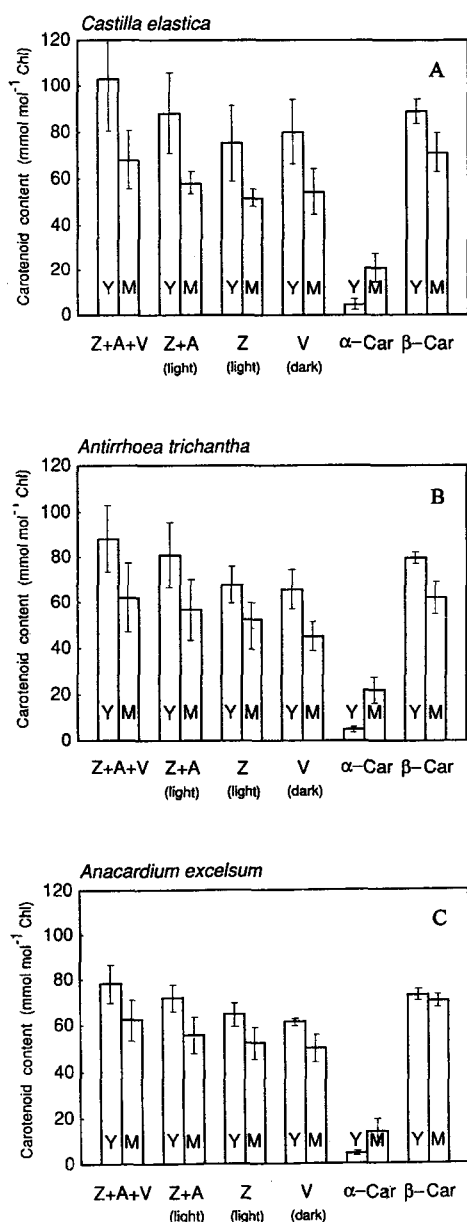 Castilla elastica
120
100
80
60
40
20
0
Carotenoid content (mmol mol⁻¹ Chl)
A
Y M Y M Y M Y M Y M Y M
Z+A+V Z+A Z V α–Car β–Car
(light) (light) (dark)
Antirrhoea trichantha
120
100
80
60
40
20
0
Carotenoid content (mmol mol⁻¹ Chl)
B
Y M Y M Y M Y M Y M Y M
Z+A+V Z+A Z V α–Car β–Car
(light) (light) (dark)
Anacardium excelsum
120
100
80
60
40
20
0
Carotenoid content (mmol mol⁻¹ Chl)
C
Y M Y M Y M Y M Y M Y M
Z+A+V Z+A Z V α–Car β–Car
(light) (light) (dark)